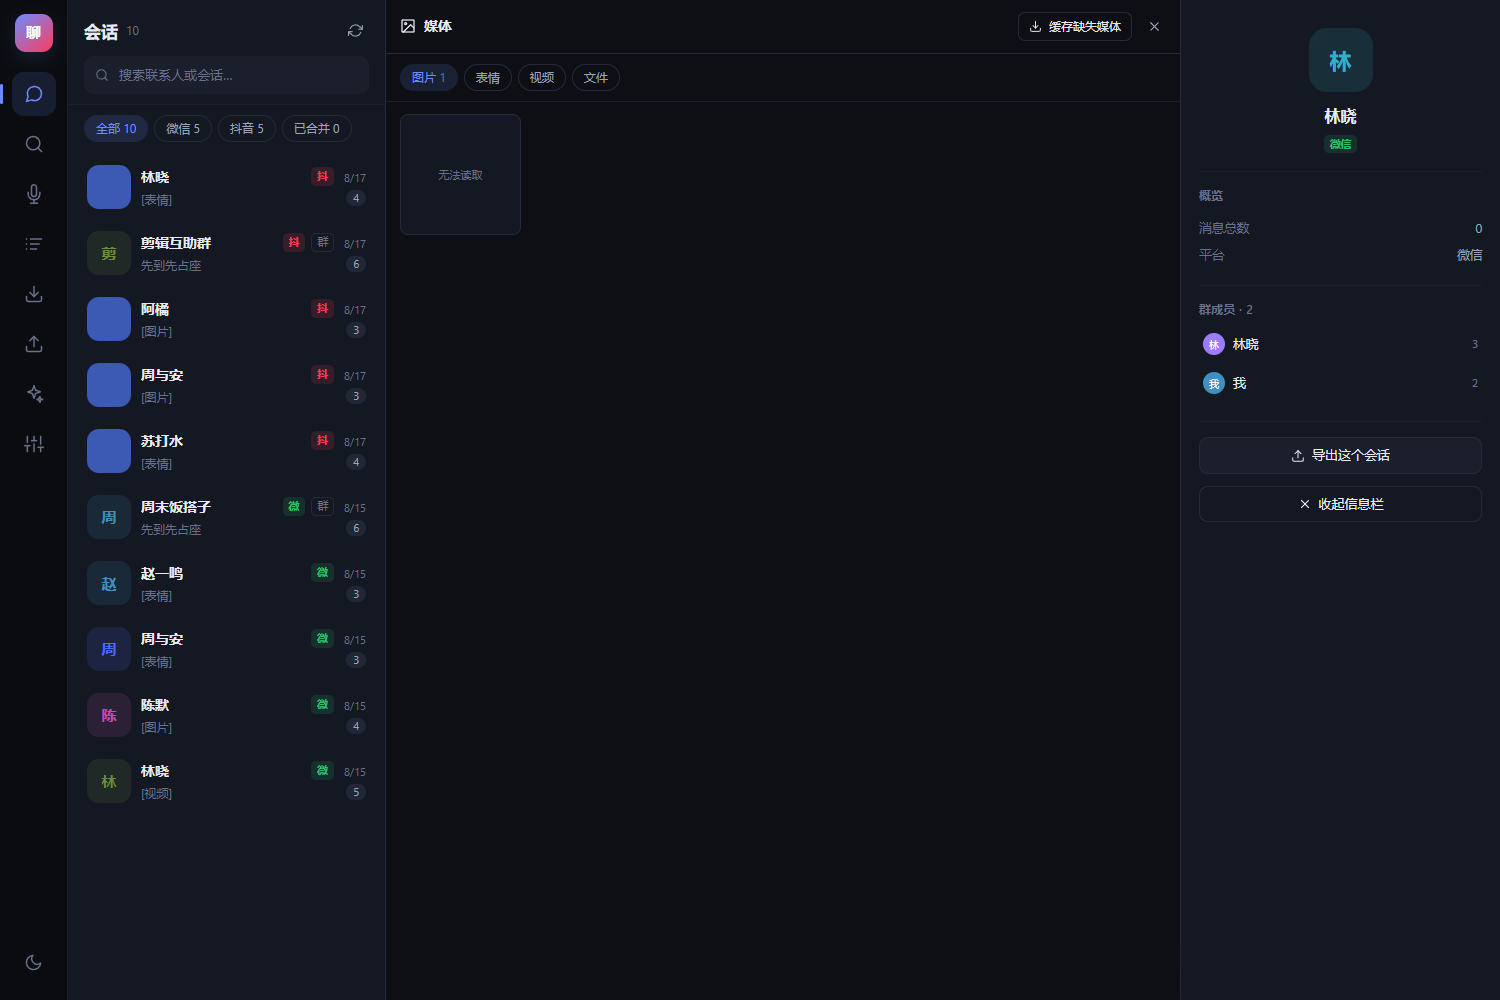 聊
会话 10
搜索联系人或会话...
全部 10 微信 5 抖音 5 已合并 0
林晓 抖 8/17
[表情] 4
剪 剪辑互助群 抖 群 8/17
先到先占座 6
阿橘 抖 8/17
[图片] 3
周与安 抖 8/17
[图片] 3
苏打水 抖 8/17
[表情] 4
周 周末饭搭子 微 群 8/15
先到先占座 6
赵 赵一鸣 微 8/15
[表情] 3
周 周与安 微 8/15
[表情] 3
陈 陈默 微 8/15
[图片] 4
林 林晓 微 8/15
[视频] 5
媒体 缓存缺失媒体
图片 1 表情 视频 文件
无法读取
林
林晓
微信
概览
消息总数 0
平台 微信
群成员 · 2
林 林晓 3
我 我 2
导出这个会话
收起信息栏